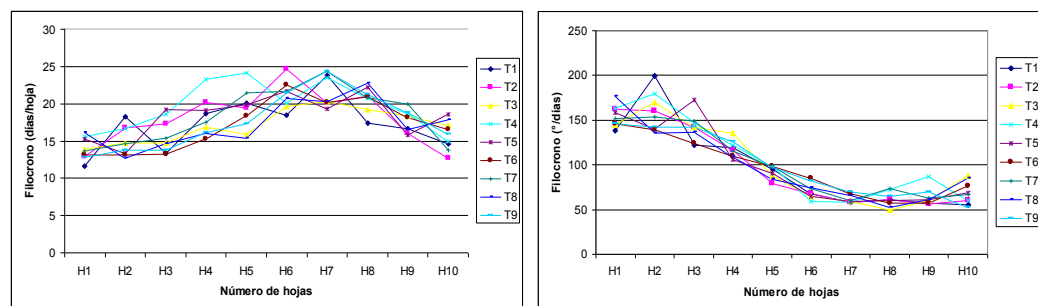 30
25
20
15
10
5
0
Filocrono (días/hoja)
H1 H2 H3 H4 H5 H6 H7 H8 H9 H10
Número de hojas
T1
T2
T3
T4
T5
T6
T7
T8
T9
250
200
150
100
50
0
Filocrono (°/días)
H1 H2 H3 H4 H5 H6 H7 H8 H9 H10
Número de hojas
T1
T2
T3
T4
T5
T6
T7
T8
T9